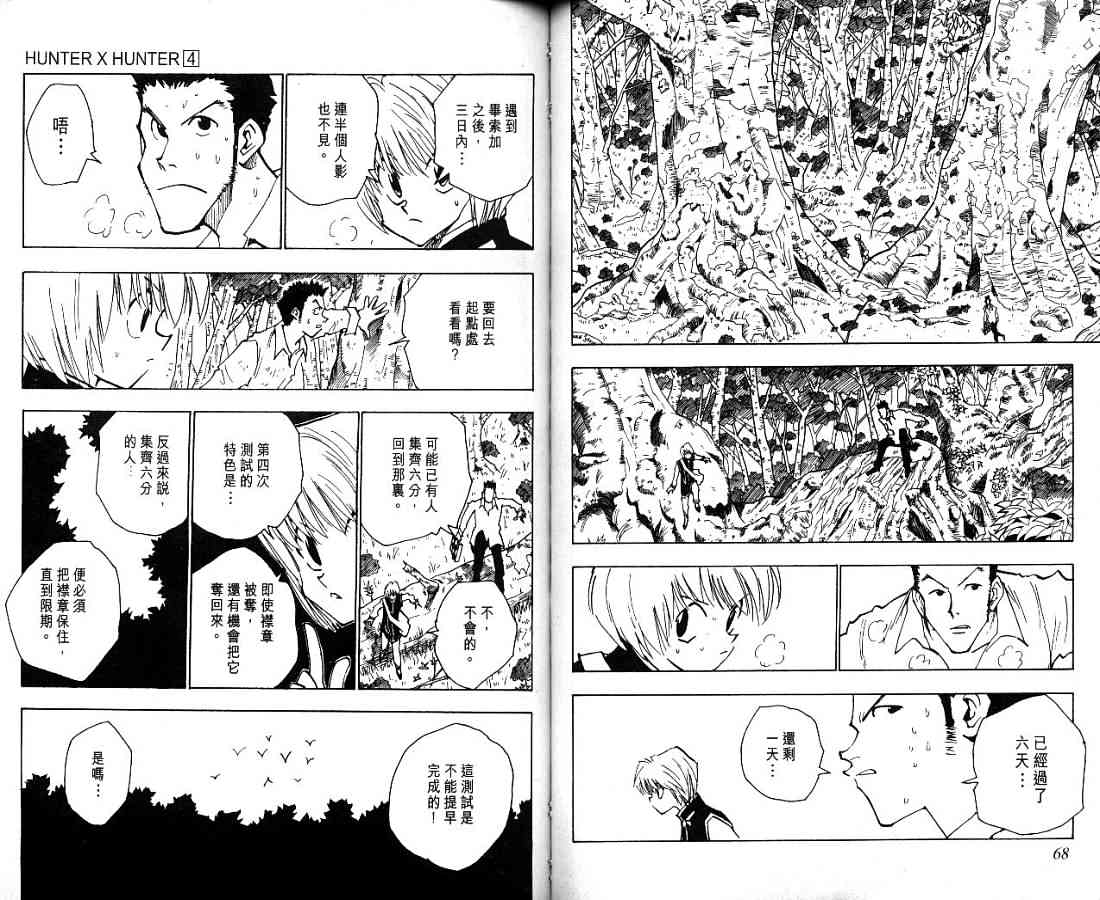 HUNTER X HUNTER 4
已經過了
六天…
還剩
一天…
68
遇到
畢索加
之後，
三日內…
連半個人影
也不見。
唔…
要回去
起點處
看看嗎？
可能已有人
集齊六分，
回到那裏。
不，
不會的。
第四次
測試的
特色是…
即使襟章
被奪，
還有機會把它
奪回來。
反過來說，
集齊六分
的人…
便必須
把襟章保住，
直到限期。
這測試是
不能提早
完成的！
是嗎…